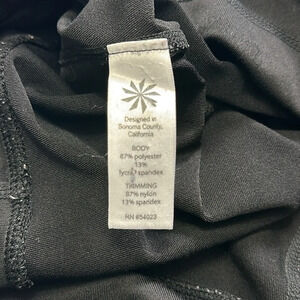 Designed in
Sonoma County,
California
BODY
87% polyester
13%
lycra® spandex
TRIMMING
87% nylon
13% spandex
RN #54023